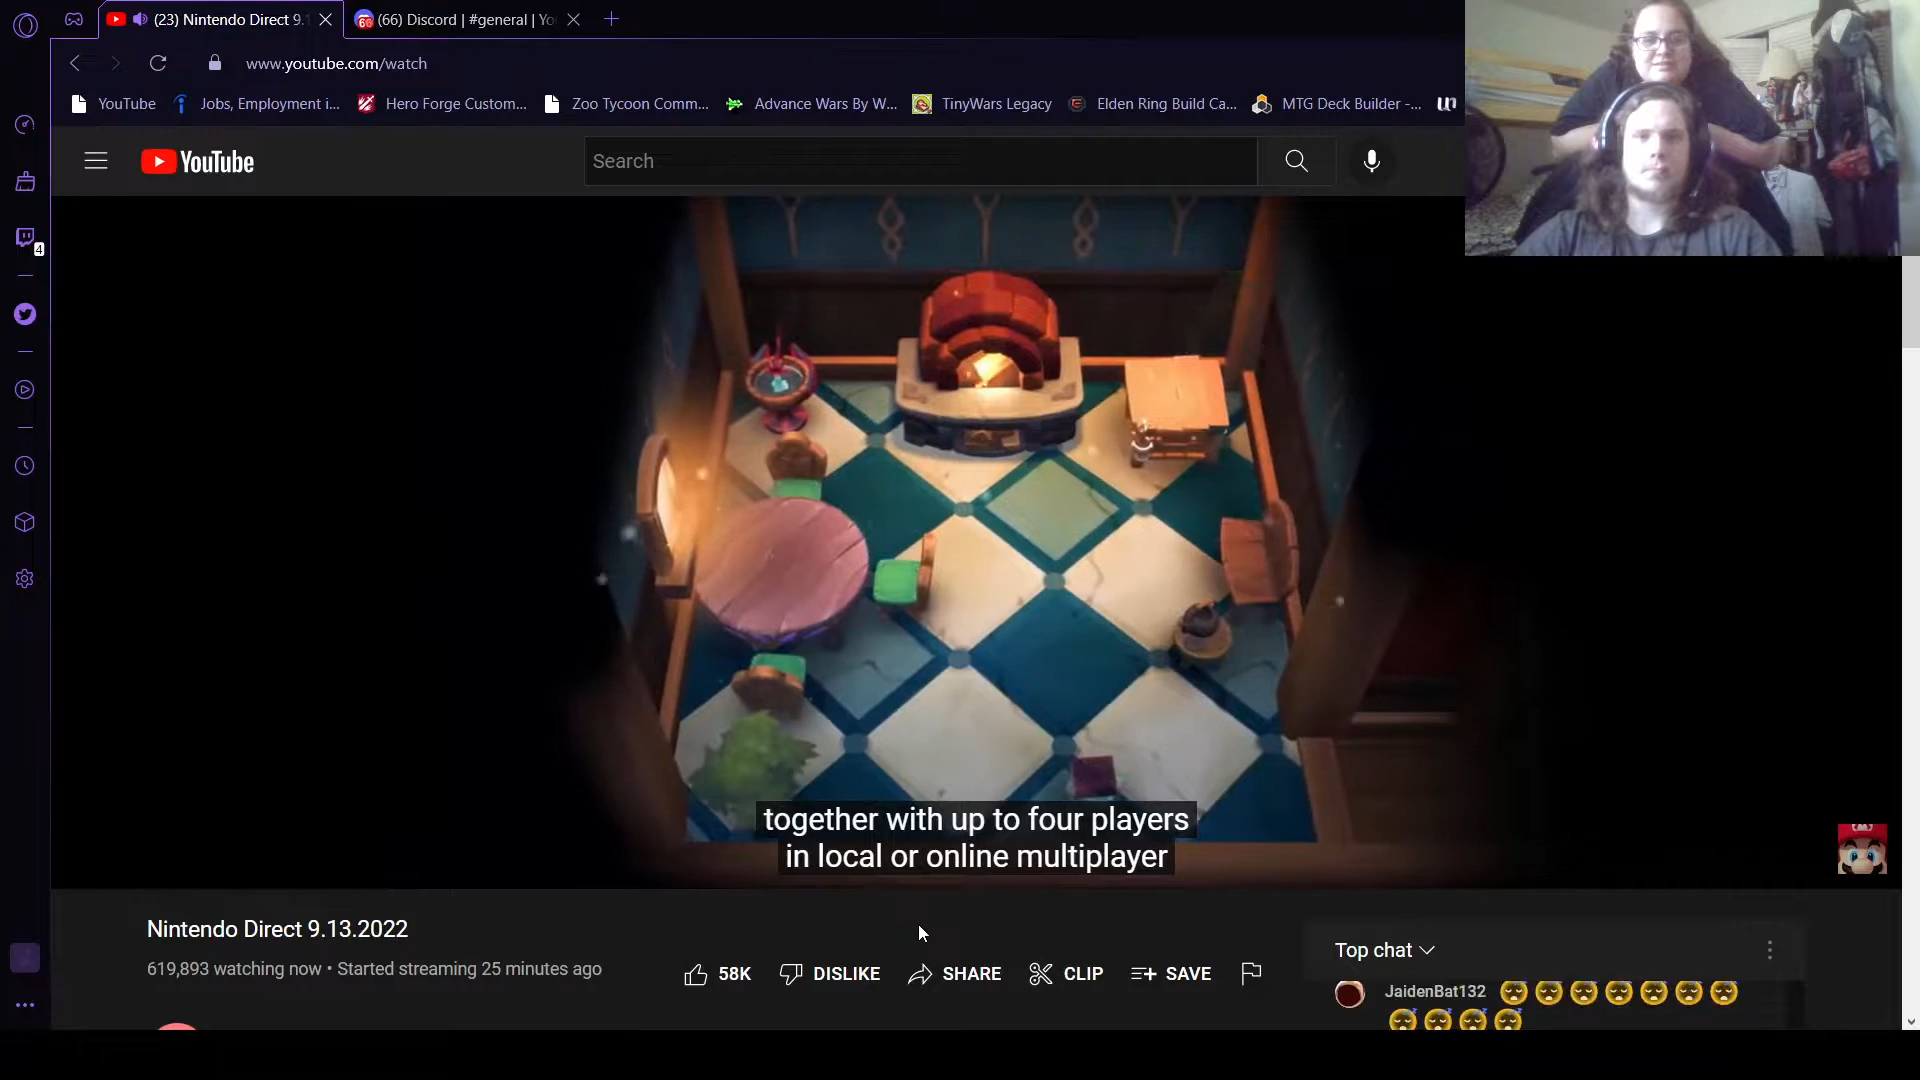 (23) Nintendo Direct 9.1
(66) Discord | #general | Yo
www.youtube.com/watch
YouTube
Jobs, Employment i...
Hero Forge Custom...
Zoo Tycoon Comm...
Advance Wars By W...
TinyWars Legacy
Elden Ring Build Ca...
MTG Deck Builder -...
YouTube
Search
4
together with up to four players
in local or online multiplayer
Nintendo Direct 9.13.2022
619,893 watching now • Started streaming 25 minutes ago
58K
DISLIKE
SHARE
CLIP
SAVE
Top chat
JaidenBat132